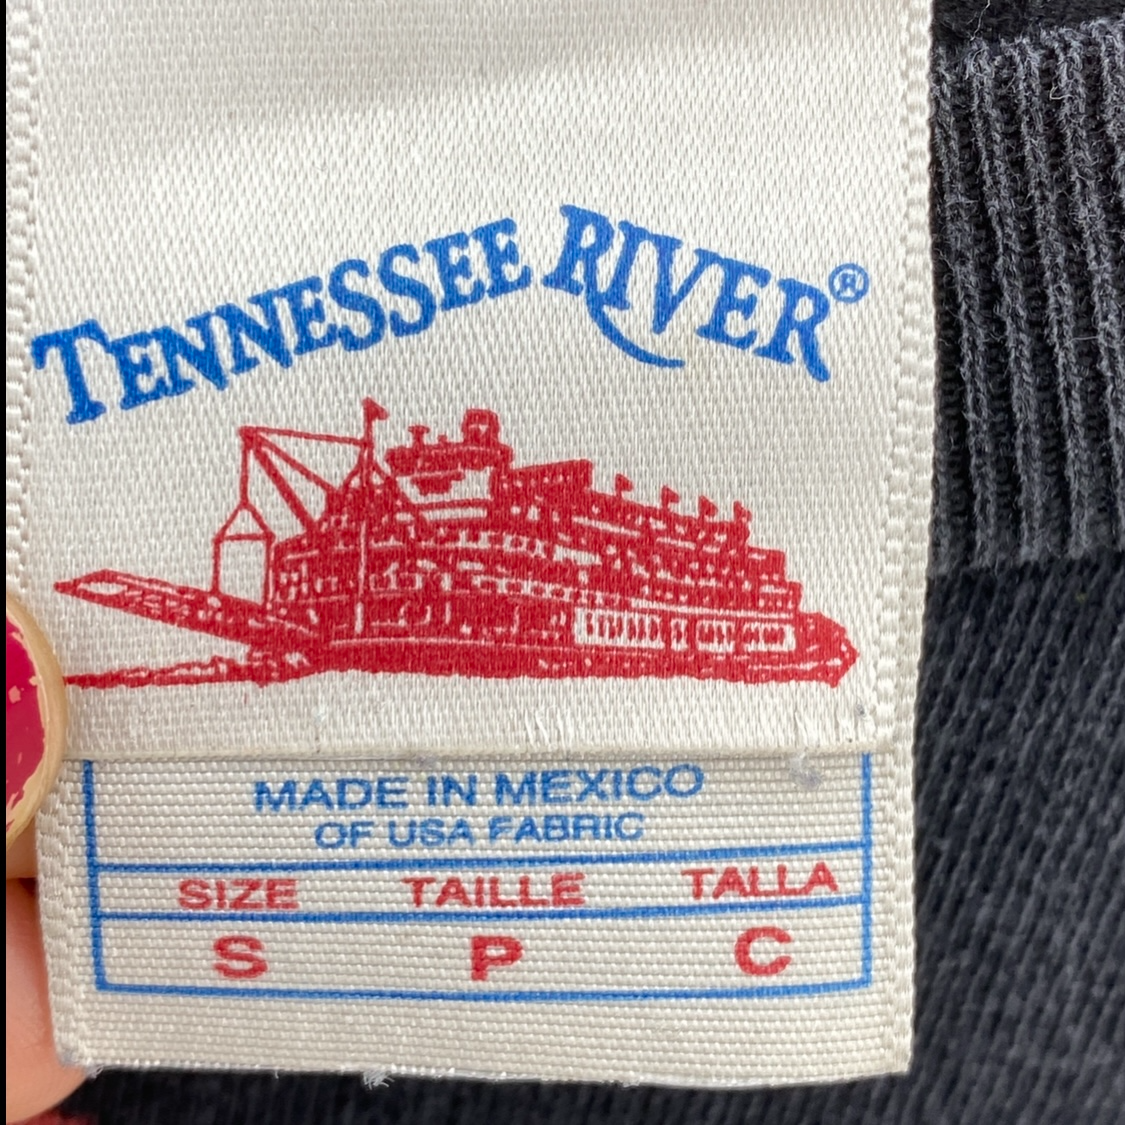 TENNESSEE RIVER®
MADE IN MEXICO
OF USA FABRIC
SIZE TAILLE TALLA
S P C